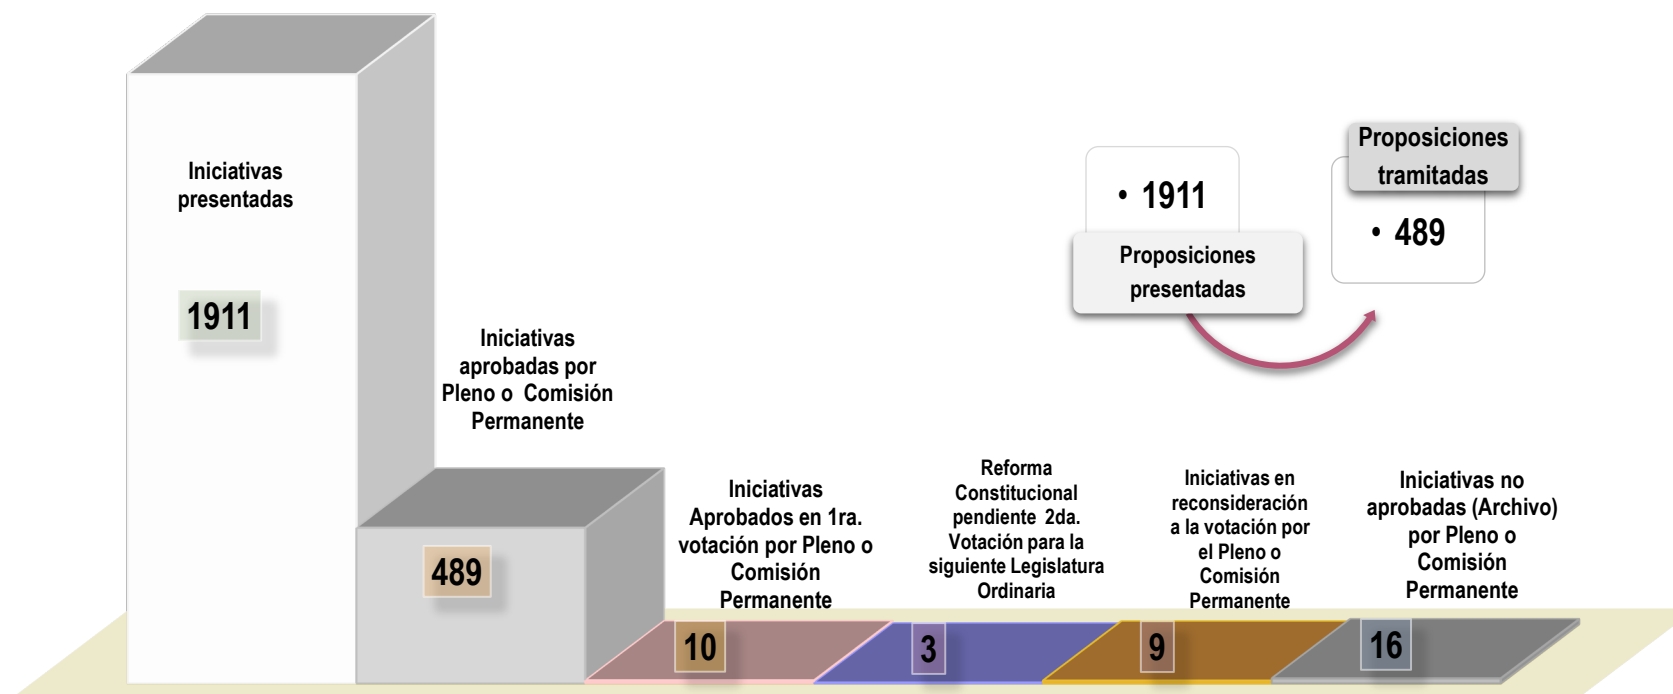 Iniciativas
presentadas
1911
Iniciativas
aprobadas por
Pleno o Comisión
Permanente
489
Iniciativas
Aprobados en 1ra.
votación por Pleno o
Comisión
Permanente
10
Reforma
Constitucional
pendiente 2da.
Votación para la
siguiente Legislatura
Ordinaria
3
Iniciativas en
reconsideración
a la votación por
el Pleno o
Comisión
Permanente
9
Iniciativas no
aprobadas (Archivo)
por Pleno o
Comisión
Permanente
16
• 1911
Proposiciones
presentadas
Proposiciones
tramitadas
• 489